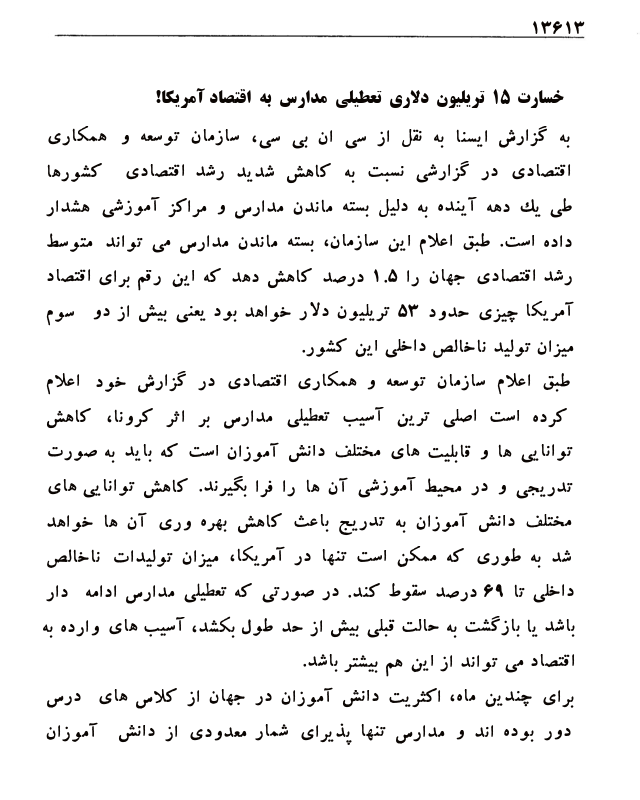 ۱۳۶۱۳
خسارت ۱۵ تریلیون دلاری تعطیلی مدارس به اقتصاد آمریکا!
به گزارش ایسنا به نقل از سی ان بی سی، سازمان توسعه و همکاری
اقتصادی در گزارشی نسبت به کاهش شدید رشد اقتصادی کشورها
طی یك دهه آینده به دلیل بسته ماندن مدارس و مراکز آموزشی هشدار
داده است. طبق اعلام این سازمان، بسته ماندن مدارس می تواند متوسط
رشد اقتصادی جهان را ۱.۵ درصد کاهش دهد که این رقم برای اقتصاد
آمریکا چیزی حدود ۵۳ تریلیون دلار خواهد بود یعنی بیش از دو سوم
میزان تولید ناخالص داخلی این کشور.
طبق اعلام سازمان توسعه و همکاری اقتصادی در گزارش خود اعلام
کرده است اصلی ترین آسیب تعطیلی مدارس بر اثر کرونا، کاهش
توانایی ها و قابلیت های مختلف دانش آموزان است که باید به صورت
تدریجی و در محیط آموزشی آن ها را فرا بگیرند. کاهش توانایی های
مختلف دانش آموزان به تدریج باعث کاهش بهره وری آن ها خواهد
شد به طوری که ممکن است تنها در آمریکا، میزان تولیدات ناخالص
داخلی تا ۶۹ درصد سقوط کند. در صورتی که تعطیلی مدارس ادامه دار
باشد یا بازگشت به حالت قبلی بیش از حد طول بکشد، آسیب های وارده به
اقتصاد می تواند از این هم بیشتر باشد.
برای چندین ماه، اکثریت دانش آموزان در جهان از کلاس های درس
دور بوده اند و مدارس تنها پذیرای شمار معدودی از دانش آموزان